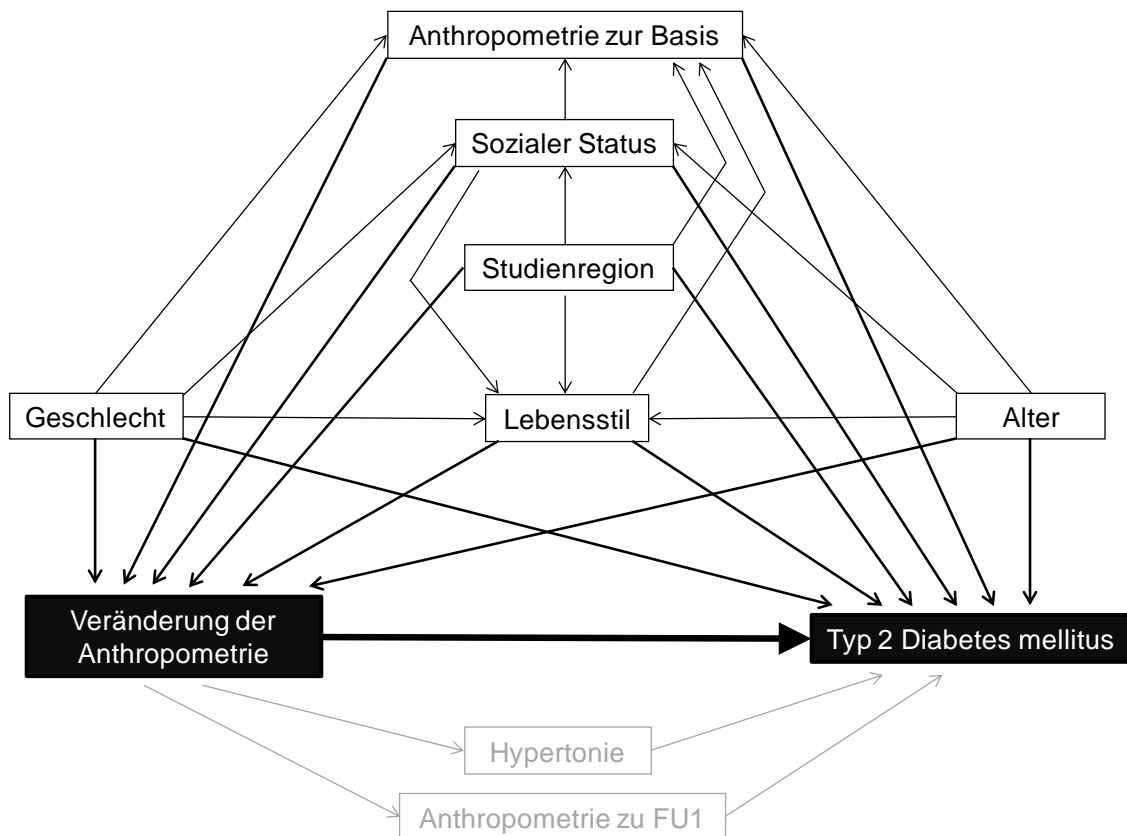 Anthropometrie zur Basis
Sozialer Status
Studienregion
Geschlecht
Lebensstil
Alter
Veränderung der
Anthropometrie
Typ 2 Diabetes mellitus
Hypertonie
Anthropometrie zu FU1